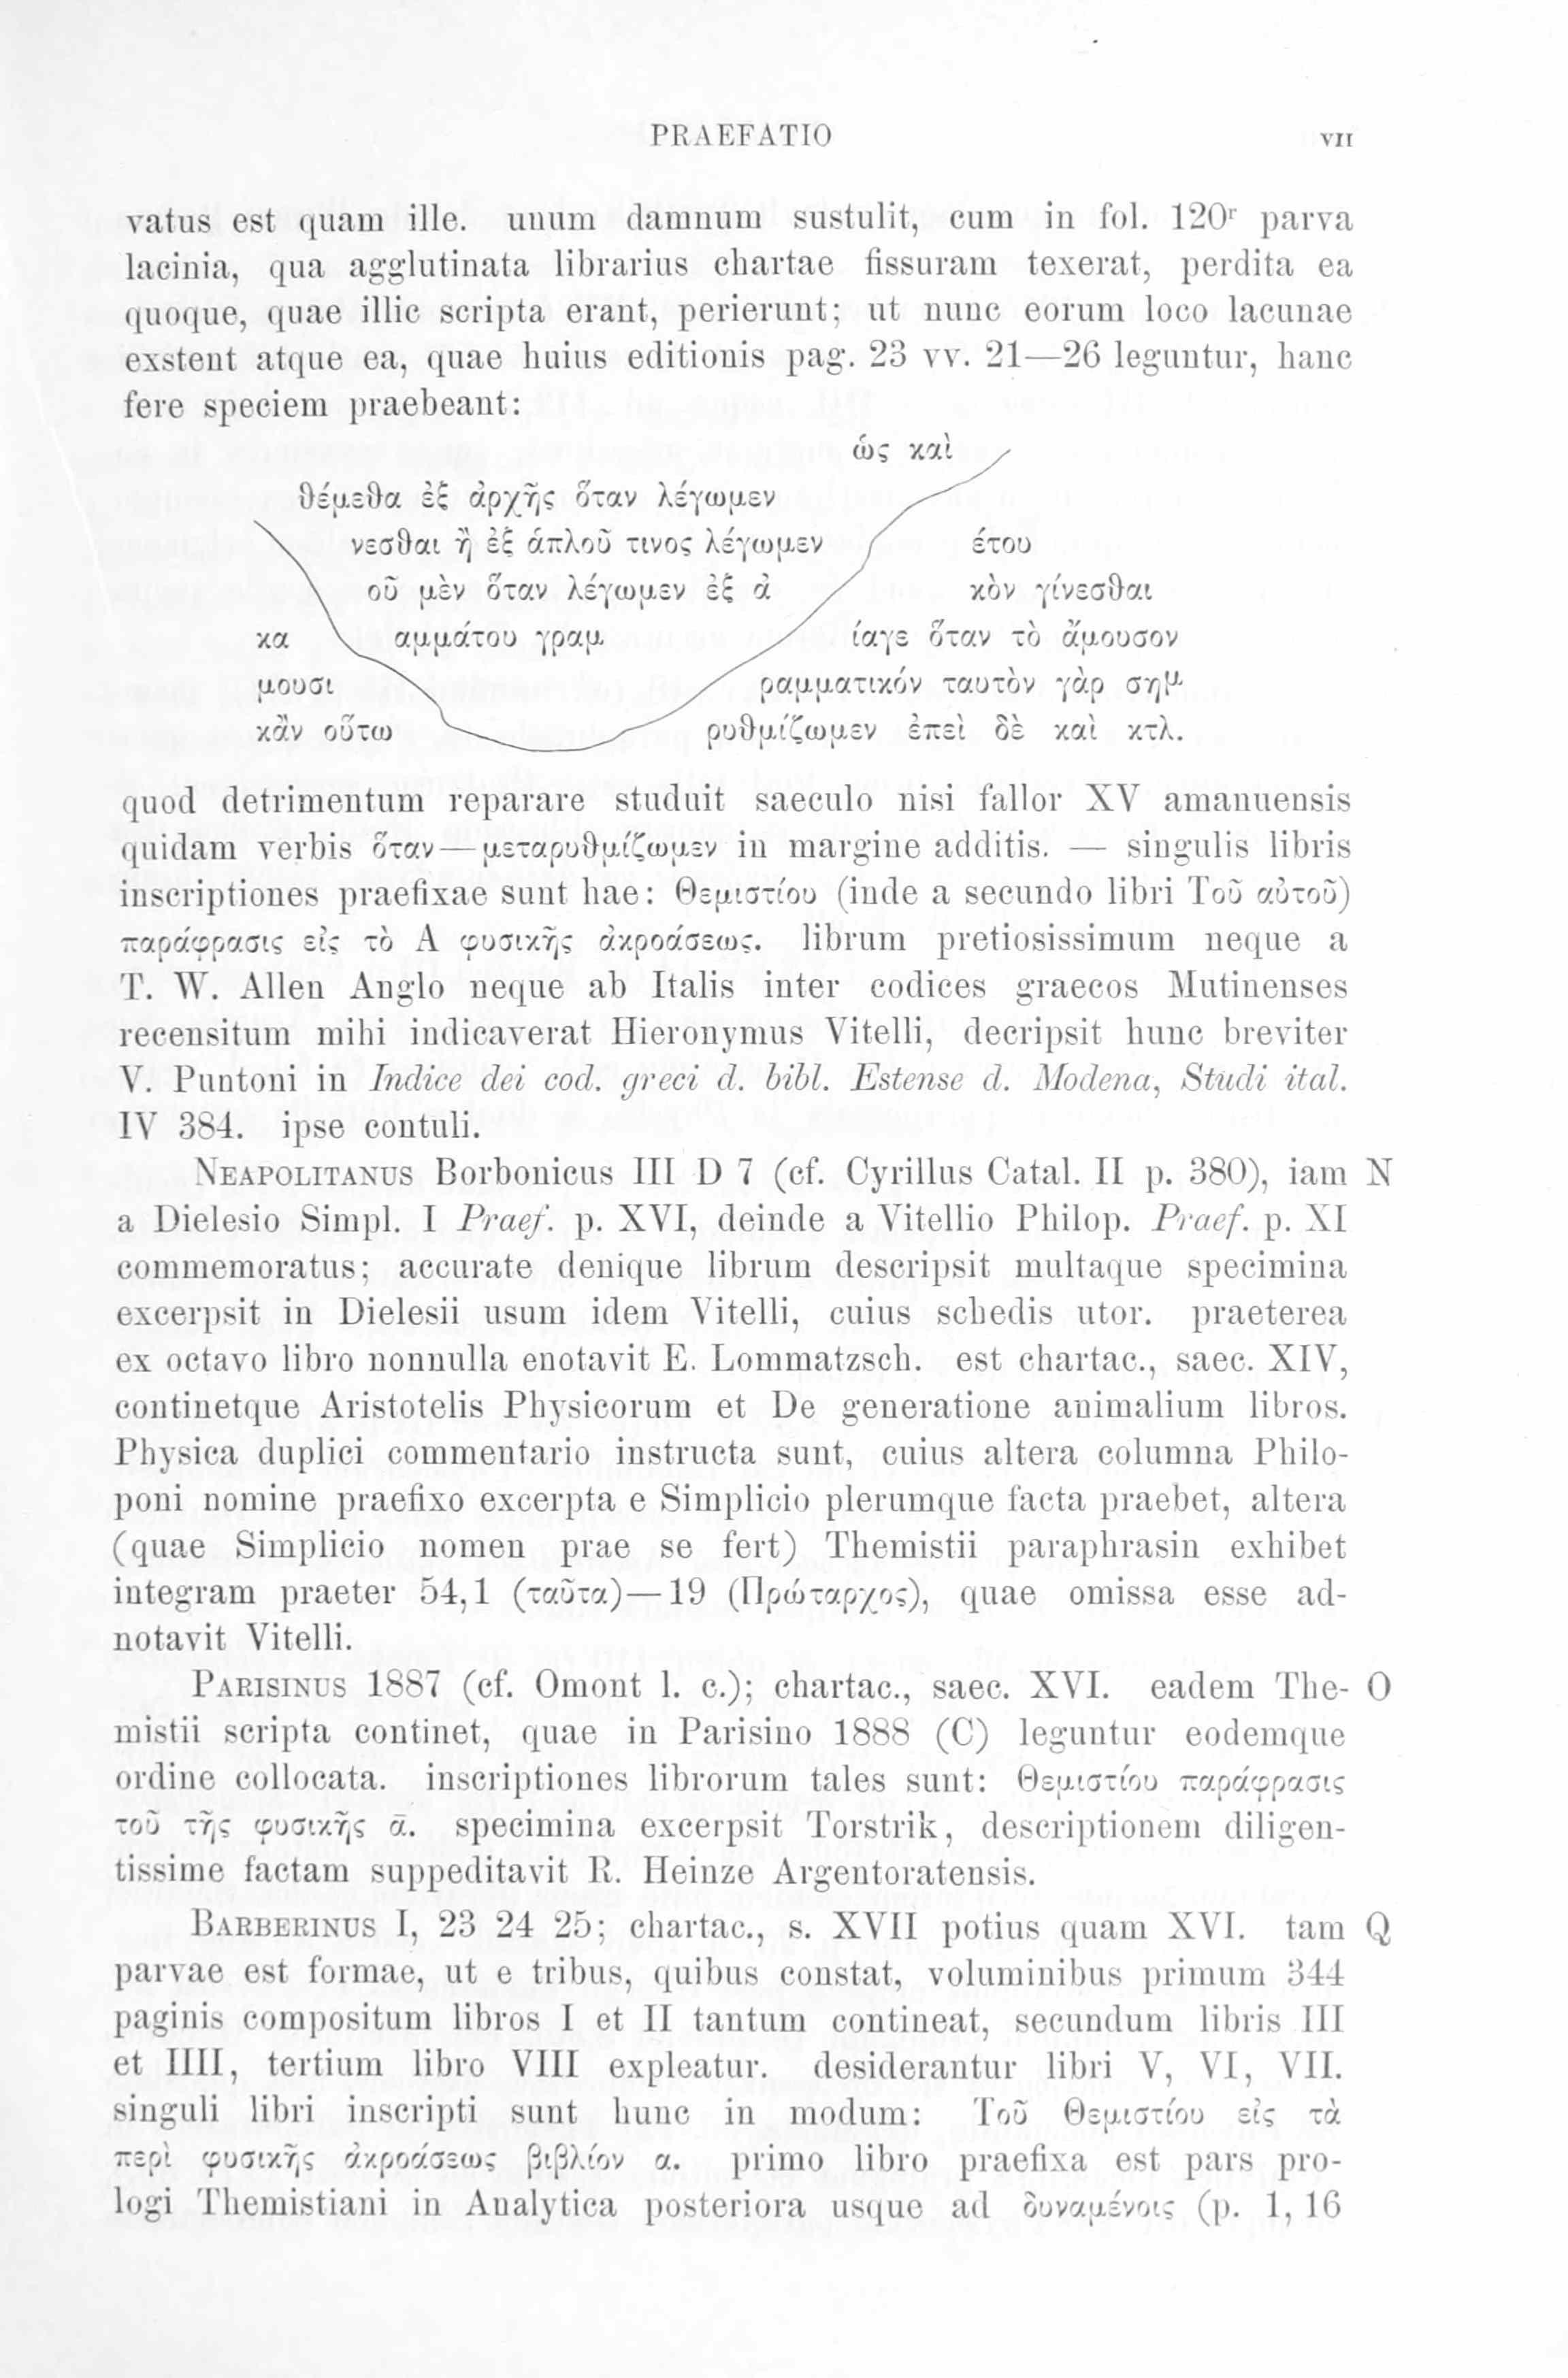 PRAEFATIO VII
vatus est quam ille. unum damnum sustulit, cum in fol. 120ʳ parva
lacinia, qua agglutinata librarius chartae fissuram texerat, perdita ea
quoque, quae illic scripta erant, perierunt; ut nunc eorum loco lacunae
exstent atque ea, quae huius editionis pag. 23 vv. 21—26 leguntur, hanc
fere speciem praebeant:
ὡς καὶ
θέμεθα ἐξ ἀρχῆς ὅταν λέγωμεν
νεσθαι ἢ ἐξ ἁπλοῦ τινος λέγωμεν έτου
οῦ μὲν ὅταν λέγωμεν ἐξ ἀ κὸν γίνεσθαι
κα αμμάτου γραμ ίαγε ὅταν τὸ ἄμουσον
μουσι ραμματικόν ταυτὸν γὰρ σημ
κἂν οὕτω ρυθμίζωμεν ἐπεὶ δὲ καὶ κτλ.
quod detrimentum reparare studuit saeculo nisi fallor XV amanuensis
quidam verbis ὅταν—μεταρυθμίζωμεν in margine additis. — singulis libris
inscriptiones praefixae sunt hae: Θεμιστίου (inde a secundo libri Τοῦ αὐτοῦ)
παράφρασις εἰς τὸ Α φυσικῆς ἀκροάσεως. librum pretiosissimum neque a
T. W. Allen Anglo neque ab Italis inter codices graecos Mutinenses
recensitum mihi indicaverat Hieronymus Vitelli, decripsit hunc breviter
V. Puntoni in Indice dei cod. greci d. bibl. Estense d. Modena, Studi ital.
IV 384. ipse contuli.
NEAPOLITANUS Borbonicus III D 7 (cf. Cyrillus Catal. II p. 380), iam N
a Dielesio Simpl. I Praef. p. XVI, deinde a Vitellio Philop. Praef. p. XI
commemoratus; accurate denique librum descripsit multaque specimina
excerpsit in Dielesii usum idem Vitelli, cuius schedis utor. praeterea
ex octavo libro nonnulla enotavit E. Lommatzsch. est chartac., saec. XIV,
continetque Aristotelis Physicorum et De generatione animalium libros.
Physica duplici commentario instructa sunt, cuius altera columna Philo-
poni nomine praefixo excerpta e Simplicio plerumque facta praebet, altera
(quae Simplicio nomen prae se fert) Themistii paraphrasin exhibet
integram praeter 54,1 (ταῦτα)—19 (Πρώταρχος), quae omissa esse ad-
notavit Vitelli.
PARISINUS 1887 (cf. Omont l. c.); chartac., saec. XVI. eadem The- O
mistii scripta continet, quae in Parisino 1888 (C) leguntur eodemque
ordine collocata. inscriptiones librorum tales sunt: Θεμιστίου παράφρασις
τοῦ τῆς φυσικῆς ᾱ. specimina excerpsit Torstrik, descriptionem diligen-
tissime factam suppeditavit R. Heinze Argentoratensis.
BARBERINUS I, 23 24 25; chartac., s. XVII potius quam XVI. tam Q
parvae est formae, ut e tribus, quibus constat, voluminibus primum 344
paginis compositum libros I et II tantum contineat, secundum libris III
et IIII, tertium libro VIII expleatur. desiderantur libri V, VI, VII.
singuli libri inscripti sunt hunc in modum: Τοῦ Θεμιστίου εἰς τὰ
περὶ φυσικῆς ἀκροάσεως βιβλίον α. primo libro praefixa est pars pro-
logi Themistiani in Analytica posteriora usque ad δυναμένοις (p. 1, 16